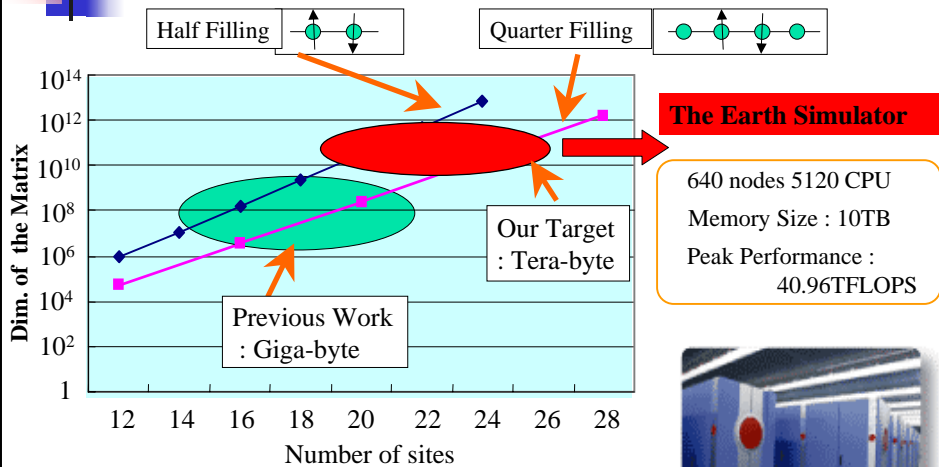 Half Filling
Quarter Filling
10^14
10^12
10^10
10^8
10^6
10^4
10^2
1
Dim. of the Matrix
12 14 16 18 20 22 24 26 28
Number of sites
Previous Work
: Giga-byte
Our Target
: Tera-byte
The Earth Simulator
640 nodes 5120 CPU
Memory Size : 10TB
Peak Performance :
40.96TFLOPS